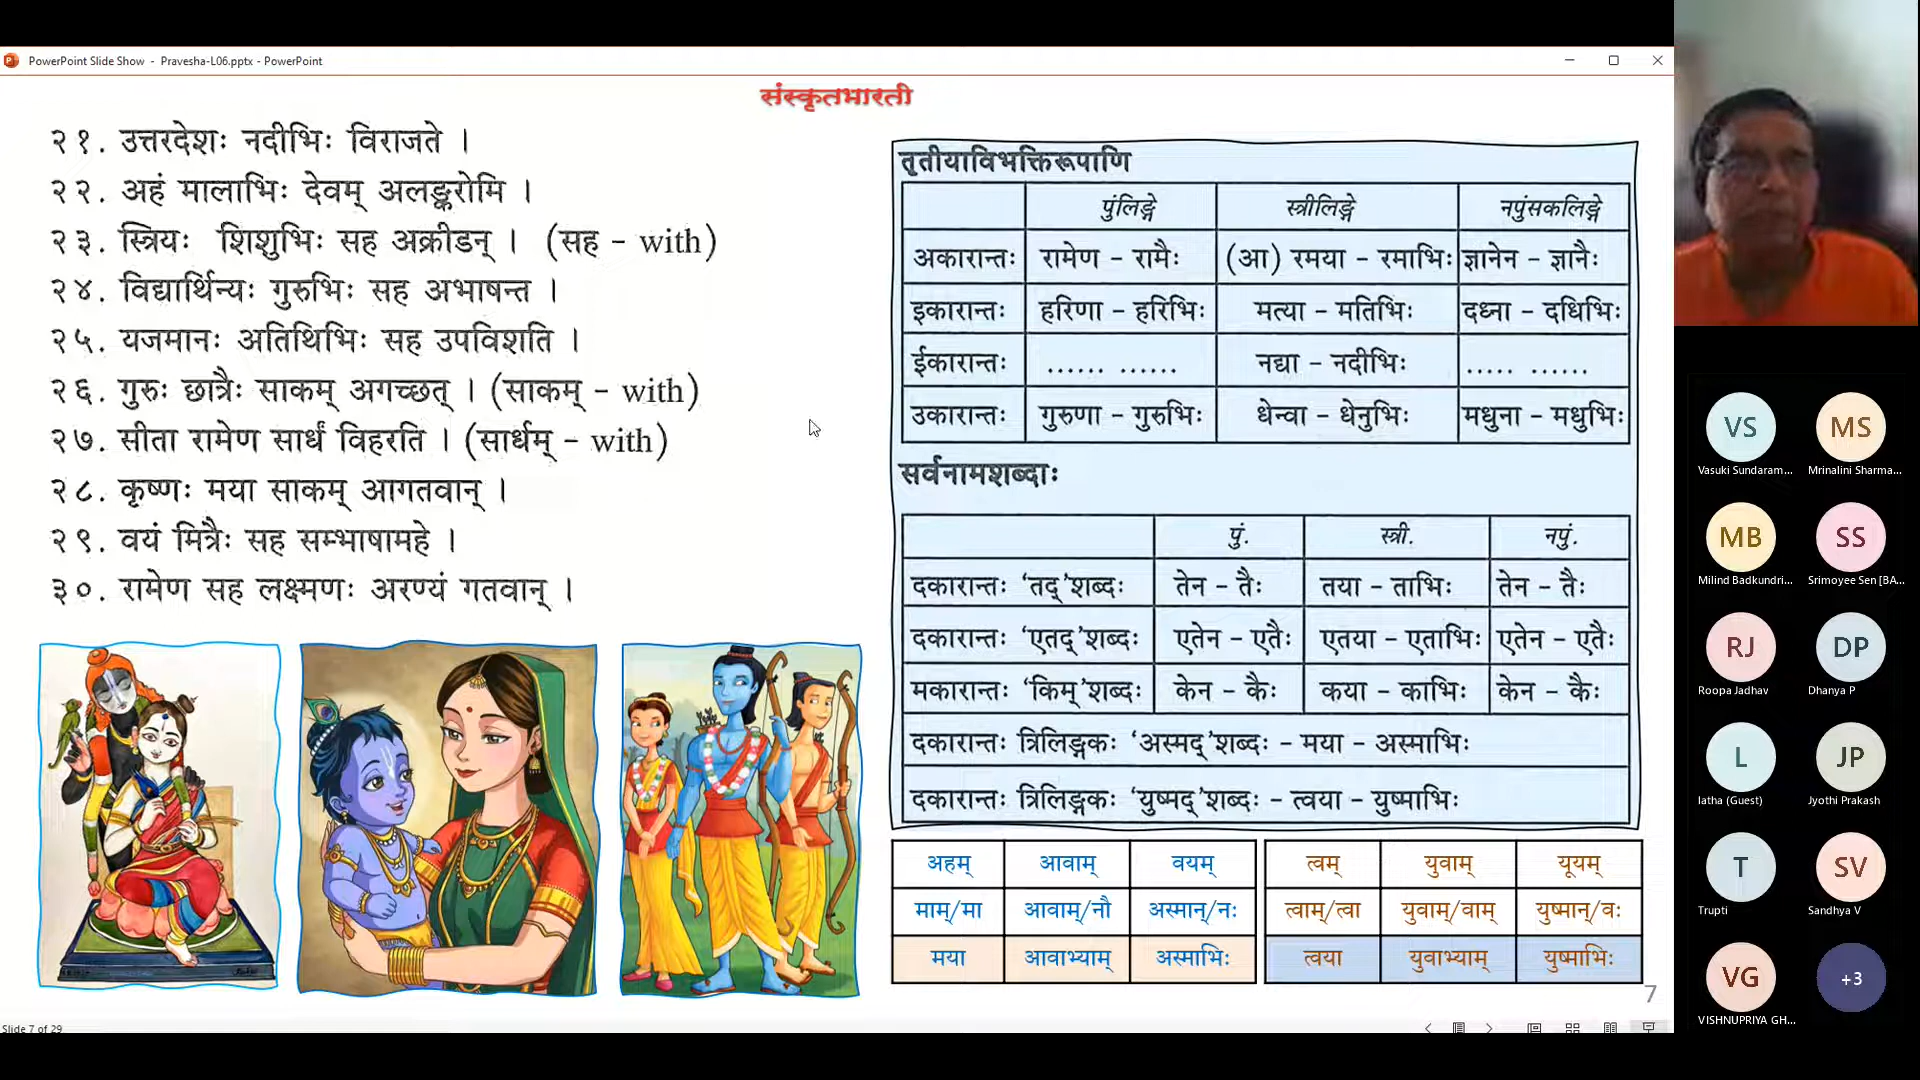 PowerPoint Slide Show - Pravesha-L06.pptx - PowerPoint
संस्कृतभारती
२१. उत्तरदेशः नदीभिः विराजते ।
२२. अहं मालाभिः देवम् अलङ्करोमि ।
२३. स्त्रियः शिशुभिः सह अक्रीडन् । (सह – with)
२४. विद्यार्थिन्यः गुरुभिः सह अभाषन्त ।
२५. यजमानः अतिथिभिः सह उपविशति ।
२६. गुरुः छात्रैः साकम् अगच्छत् । (साकम् – with)
२७. सीता रामेण सार्धं विहरति । (सार्धम् – with)
२८. कृष्णः मया साकम् आगतवान् ।
२९. वयं मित्रैः सह सम्भाषामहे ।
३०. रामेण सह लक्ष्मणः अरण्यं गतवान् ।
तृतीयाविभक्तिरूपाणि
पुंलिङ्गे स्त्रीलिङ्गे नपुंसकलिङ्गे
अकारान्तः रामेण – रामैः (आ) रमया – रमाभिः ज्ञानेन – ज्ञानैः
इकारान्तः हरिणा – हरिभिः मत्या – मतिभिः दध्ना – दधिभिः
ईकारान्तः ...... ...... नद्या – नदीभिः ..... ......
उकारान्तः गुरुणा – गुरुभिः धेन्वा – धेनुभिः मधुना – मधुभिः
सर्वनामशब्दाः
पुं. स्त्री. नपुं.
दकारान्तः ‘तद्’शब्दः तेन – तैः तया – ताभिः तेन – तैः
दकारान्तः ‘एतद्’शब्दः एतेन – एतैः एतया – एताभिः एतेन – एतैः
मकारान्तः ‘किम्’शब्दः केन – कैः कया – काभिः केन – कैः
दकारान्तः त्रिलिङ्गकः ‘अस्मद्’शब्दः – मया – अस्माभिः
दकारान्तः त्रिलिङ्गकः ‘युष्मद्’शब्दः – त्वया – युष्माभिः
अहम् आवाम् वयम् त्वम् युवाम् यूयम्
माम्/मा आवाम्/नौ अस्मान्/नः त्वाम्/त्वा युवाम्/वाम् युष्मान्/वः
मया आवाभ्याम् अस्माभिः त्वया युवाभ्याम् युष्माभिः
7
Slide 7 of 29
VS MS
Vasuki Sundaram... Mrinalini Sharma...
MB SS
Milind Badkundri... Srimoyee Sen [BA...
RJ DP
Roopa Jadhav Dhanya P
L JP
latha (Guest) Jyothi Prakash
T SV
Trupti Sandhya V
VG +3
VISHNUPRIYA GH...